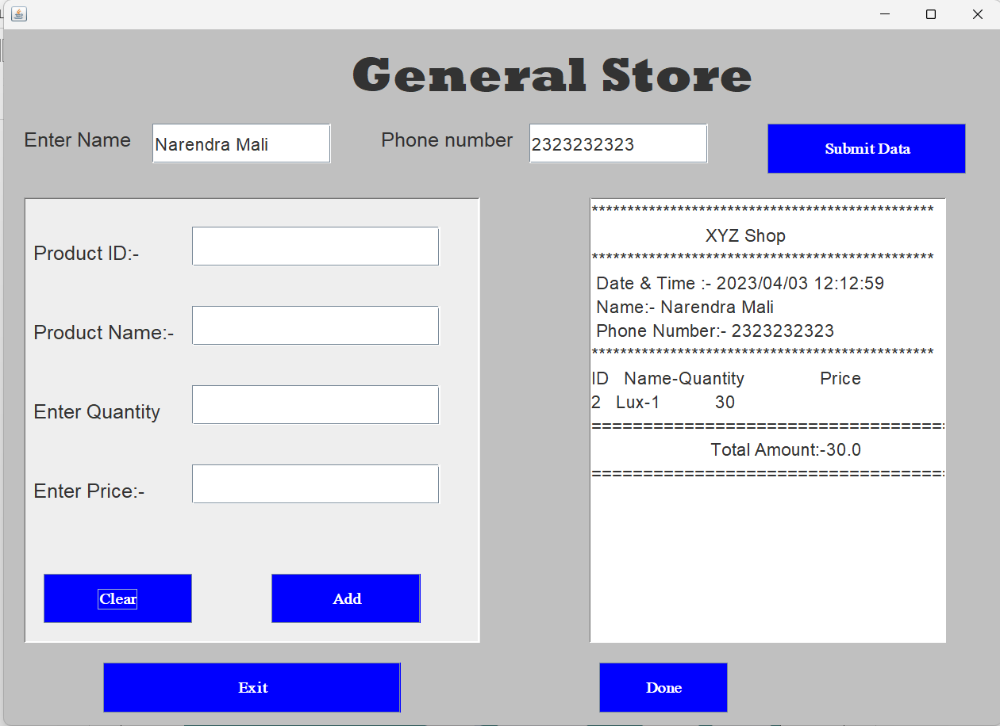 General Store
Enter Name Narendra Mali Phone number 2323232323 Submit Data
Product ID:-
Product Name:-
Enter Quantity
Enter Price:-
Clear Add
************************************************
XYZ Shop
************************************************
Date & Time :- 2023/04/03 12:12:59
Name:- Narendra Mali
Phone Number:- 2323232323
************************************************
ID Name-Quantity Price
2 Lux-1 30
===================================
Total Amount:-30.0
===================================
Exit Done